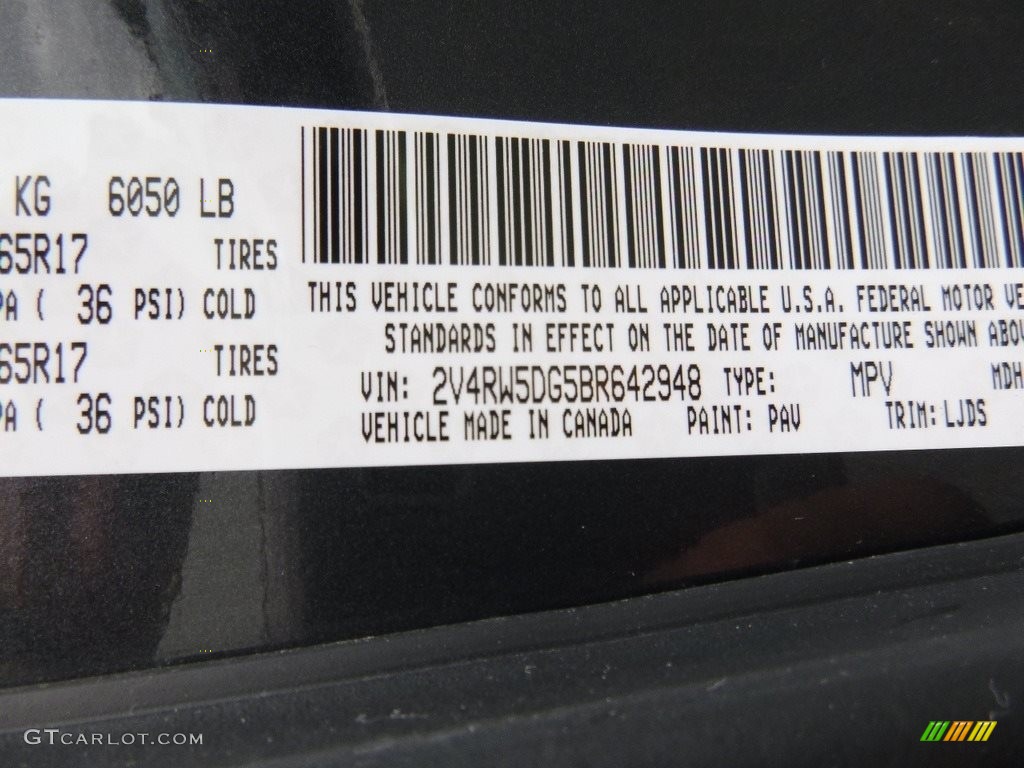 KG 6050 LB
65R17 TIRES
PA ( 36 PSI) COLD
65R17 TIRES
PA ( 36 PSI) COLD
THIS VEHICLE CONFORMS TO ALL APPLICABLE U.S.A. FEDERAL MOTOR VE
STANDARDS IN EFFECT ON THE DATE OF MANUFACTURE SHOWN ABOV
VIN: 2V4RW5DG5BR642948 TYPE: MPV MDH
VEHICLE MADE IN CANADA PAINT: PAV TRIM: LJDS
GTCARLOT.COM